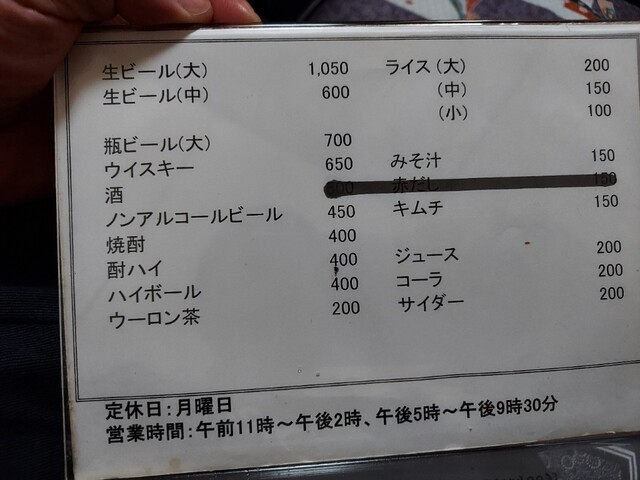 生ビール(大) 1,050
生ビール(中) 600
瓶ビール(大) 700
ウイスキー 650
酒
ノンアルコールビール 450
焼酎 400
酎ハイ 400
ハイボール 400
ウーロン茶 200
ライス(大) 200
(中) 150
(小) 100
みそ汁 150
赤だし 150
キムチ 150
ジュース 200
コーラ 200
サイダー 200
定休日:月曜日
営業時間:午前11時～午後2時、午後5時～午後9時30分